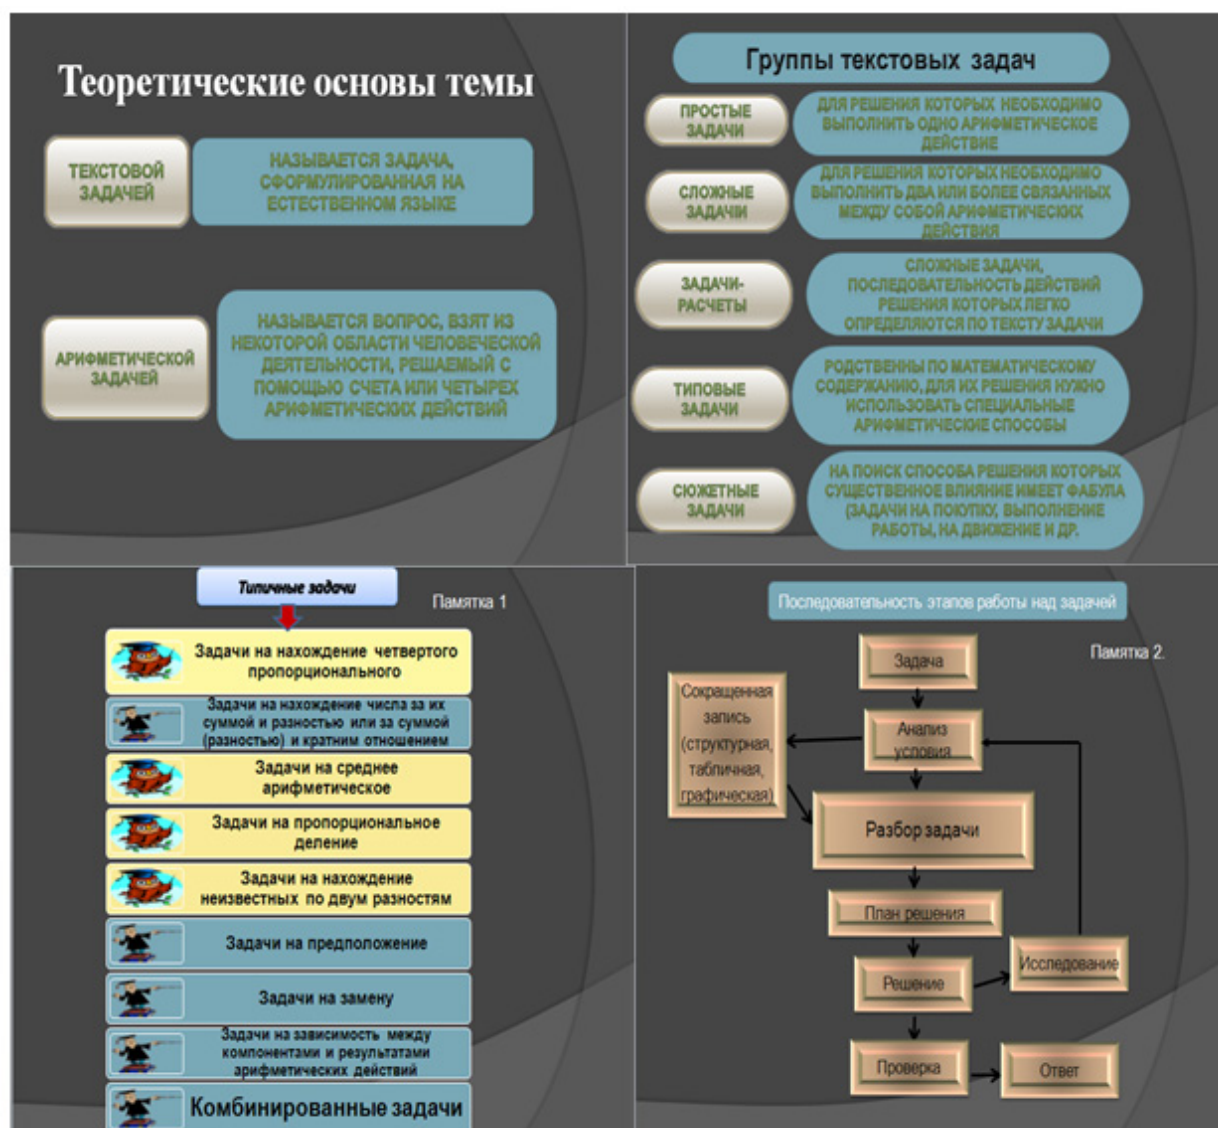 Теоретические основы темы
ТЕКСТОВОЙ
ЗАДАЧЕЙ
НАЗЫВАЕТСЯ ЗАДАЧА,
СФОРМУЛИРОВАННАЯ НА
ЕСТЕСТВЕННОМ ЯЗЫКЕ
АРИФМЕТИЧЕСКОЙ
ЗАДАЧЕЙ
НАЗЫВАЕТСЯ ВОПРОС, ВЗЯТ ИЗ
НЕКОТОРОЙ ОБЛАСТИ ЧЕЛОВЕЧЕСКОЙ
ДЕЯТЕЛЬНОСТИ, РЕШАЕМЫЙ С
ПОМОЩЬЮ СЧЕТА ИЛИ ЧЕТЫРЕХ
АРИФМЕТИЧЕСКИХ ДЕЙСТВИЙ
Группы текстовых задач
ПРОСТЫЕ
ЗАДАЧИ
ДЛЯ РЕШЕНИЯ КОТОРЫХ НЕОБХОДИМО
ВЫПОЛНИТЬ ОДНО АРИФМЕТИЧЕСКОЕ
ДЕЙСТВИЕ
СЛОЖНЫЕ
ЗАДАЧИ
ДЛЯ РЕШЕНИЯ КОТОРЫХ НЕОБХОДИМО
ВЫПОЛНИТЬ ДВА ИЛИ БОЛЕЕ СВЯЗАННЫХ
МЕЖДУ СОБОЙ АРИФМЕТИЧЕСКИХ
ДЕЙСТВИЯ
ЗАДАЧИ-
РАСЧЕТЫ
СЛОЖНЫЕ ЗАДАЧИ,
ПОСЛЕДОВАТЕЛЬНОСТЬ ДЕЙСТВИЙ
РЕШЕНИЯ КОТОРЫХ ЛЕГКО
ОПРЕДЕЛЯЮТСЯ ПО ТЕКСТУ ЗАДАЧИ
ТИПОВЫЕ
ЗАДАЧИ
РОДСТВЕННЫ ПО МАТЕМАТИЧЕСКОМУ
СОДЕРЖАНИЮ, ДЛЯ ИХ РЕШЕНИЯ НУЖНО
ИСПОЛЬЗОВАТЬ СПЕЦИАЛЬНЫЕ
АРИФМЕТИЧЕСКИЕ СПОСОБЫ
СЮЖЕТНЫЕ
ЗАДАЧИ
НА ПОИСК СПОСОБА РЕШЕНИЯ КОТОРЫХ
СУЩЕСТВЕННОЕ ВЛИЯНИЕ ИМЕЕТ ФАБУЛА
(ЗАДАЧИ НА ПОКУПКУ, ВЫПОЛНЕНИЕ
РАБОТЫ, НА ДВИЖЕНИЕ И ДР.
Типичные задачи
Памятка 1
Задачи на нахождение четвертого
пропорционального
Задачи на нахождение числа за их
суммой и разностью или за суммой
(разностью) и кратним отношением
Задачи на среднее
арифметическое
Задачи на пропорциональное
деление
Задачи на нахождение
неизвестных по двум разностям
Задачи на предположение
Задачи на замену
Задачи на зависимость между
компонентами и результатами
арифметических действий
Комбинированные задачи
Последовательность этапов работы над задачей
Памятка 2.
Задача
Сокращенная
запись
(структурная,
табличная,
графическая)
Анализ
условия
Разбор задачи
План решения
Исследование
Решение
Проверка
Ответ